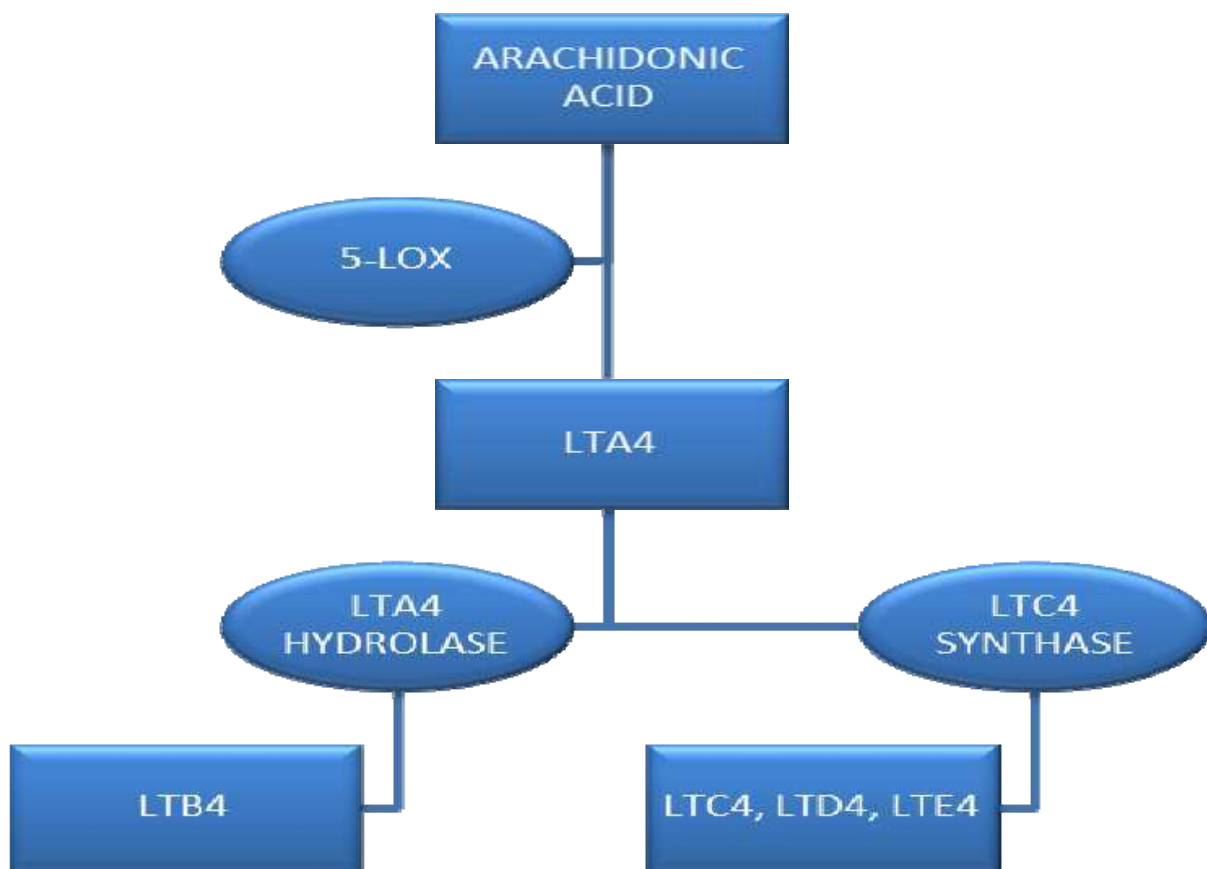 ARACHIDONIC
ACID
5-LOX
LTA4
LTA4
HYDROLASE
LTC4
SYNTHASE
LTB4
LTC4, LTD4, LTE4